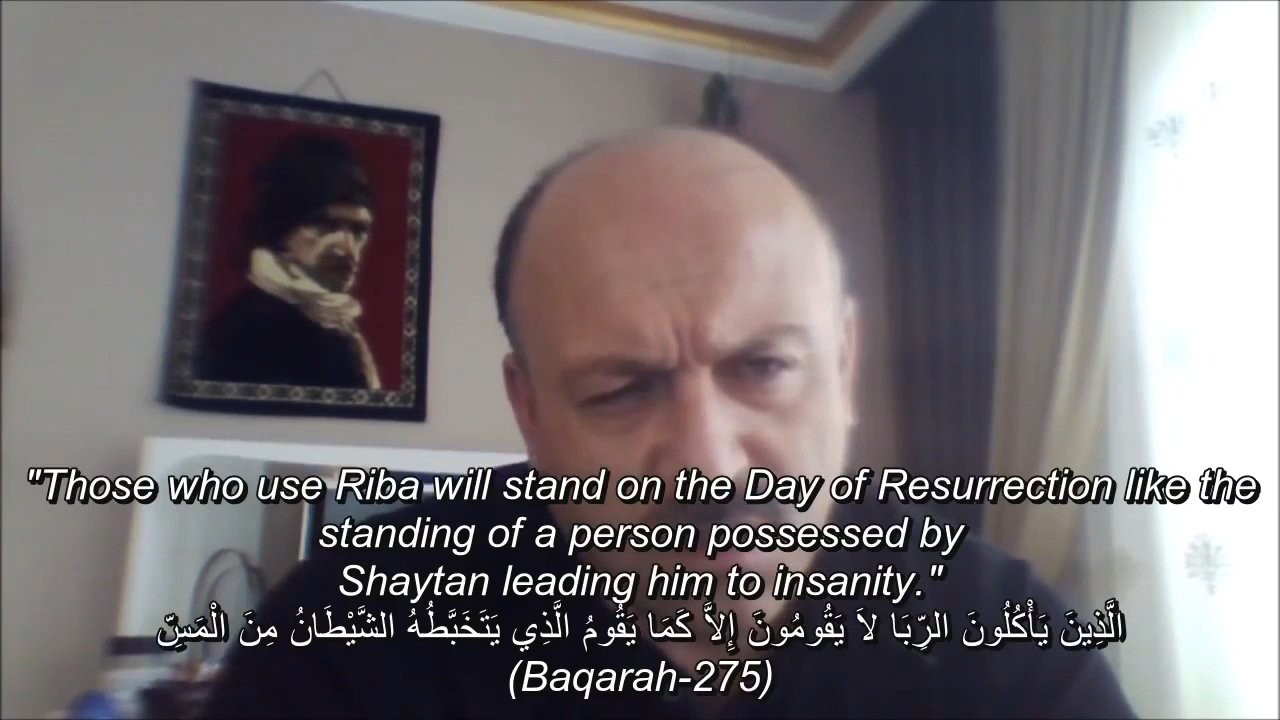 "Those who use Riba will stand on the Day of Resurrection like the
standing of a person possessed by
Shaytan leading him to insanity."
الَّذِينَ يَأْكُلُونَ الرِّبَا لاَ يَقُومُونَ إِلاَّ كَمَا يَقُومُ الَّذِي يَتَخَبَّطُهُ الشَّيْطَانُ مِنَ الْمَسِّ
(Baqarah-275)